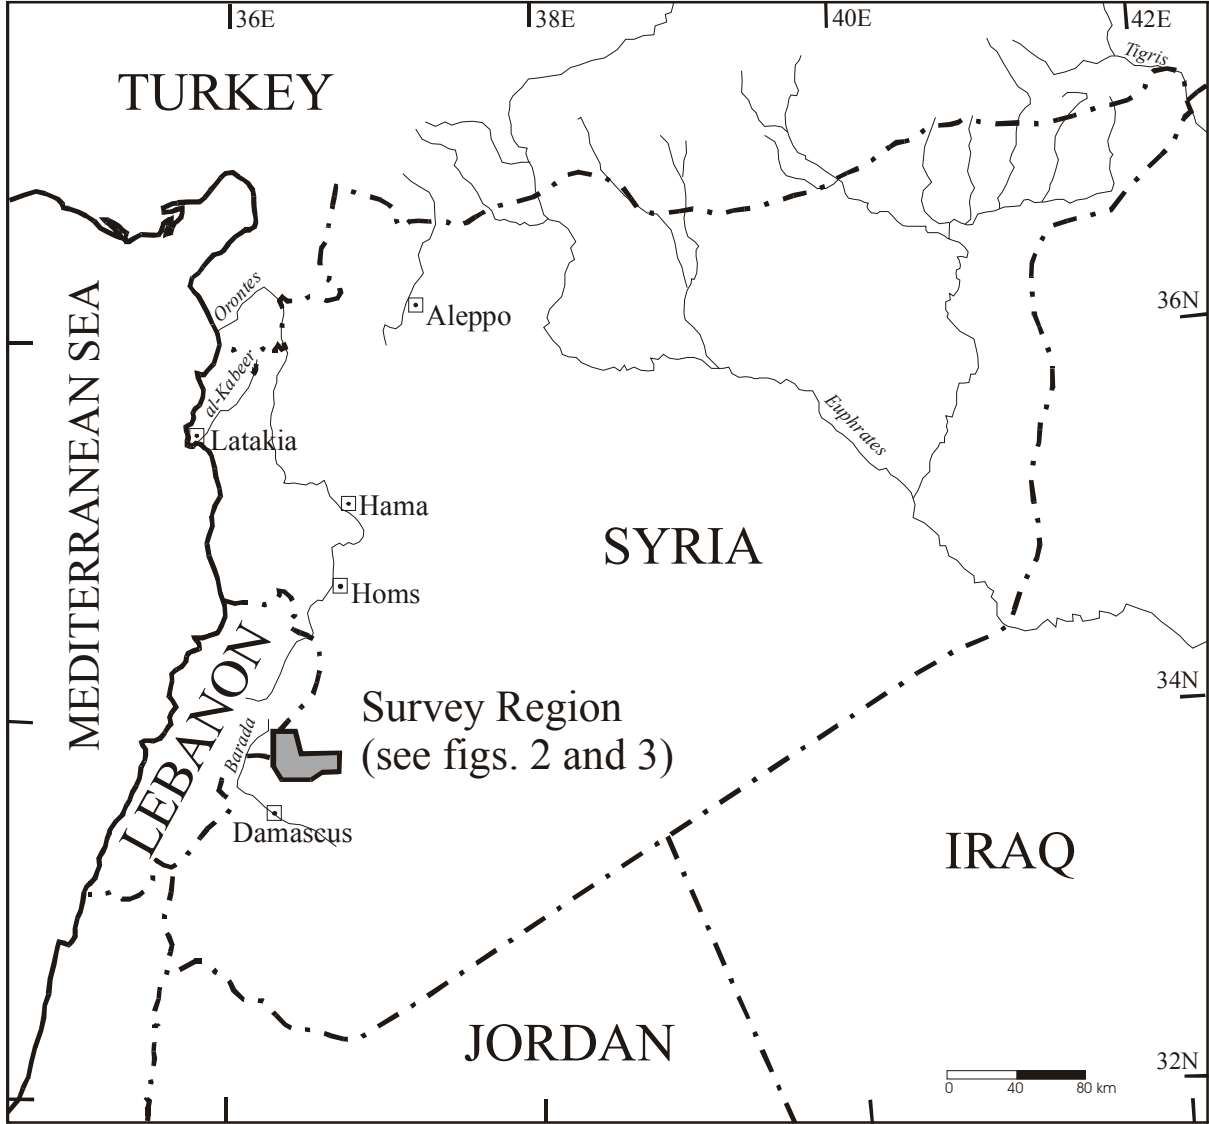 36E
38E
40E
42E
Tigris
TURKEY
Orontes
36N
Aleppo
MEDITERRANEAN SEA
al-Kabeer
Euphrates
Latakia
Hama
SYRIA
Homs
LEBANON
34N
Survey Region
(see figs. 2 and 3)
Barada
Damascus
IRAQ
JORDAN
32N
0 40 80 km